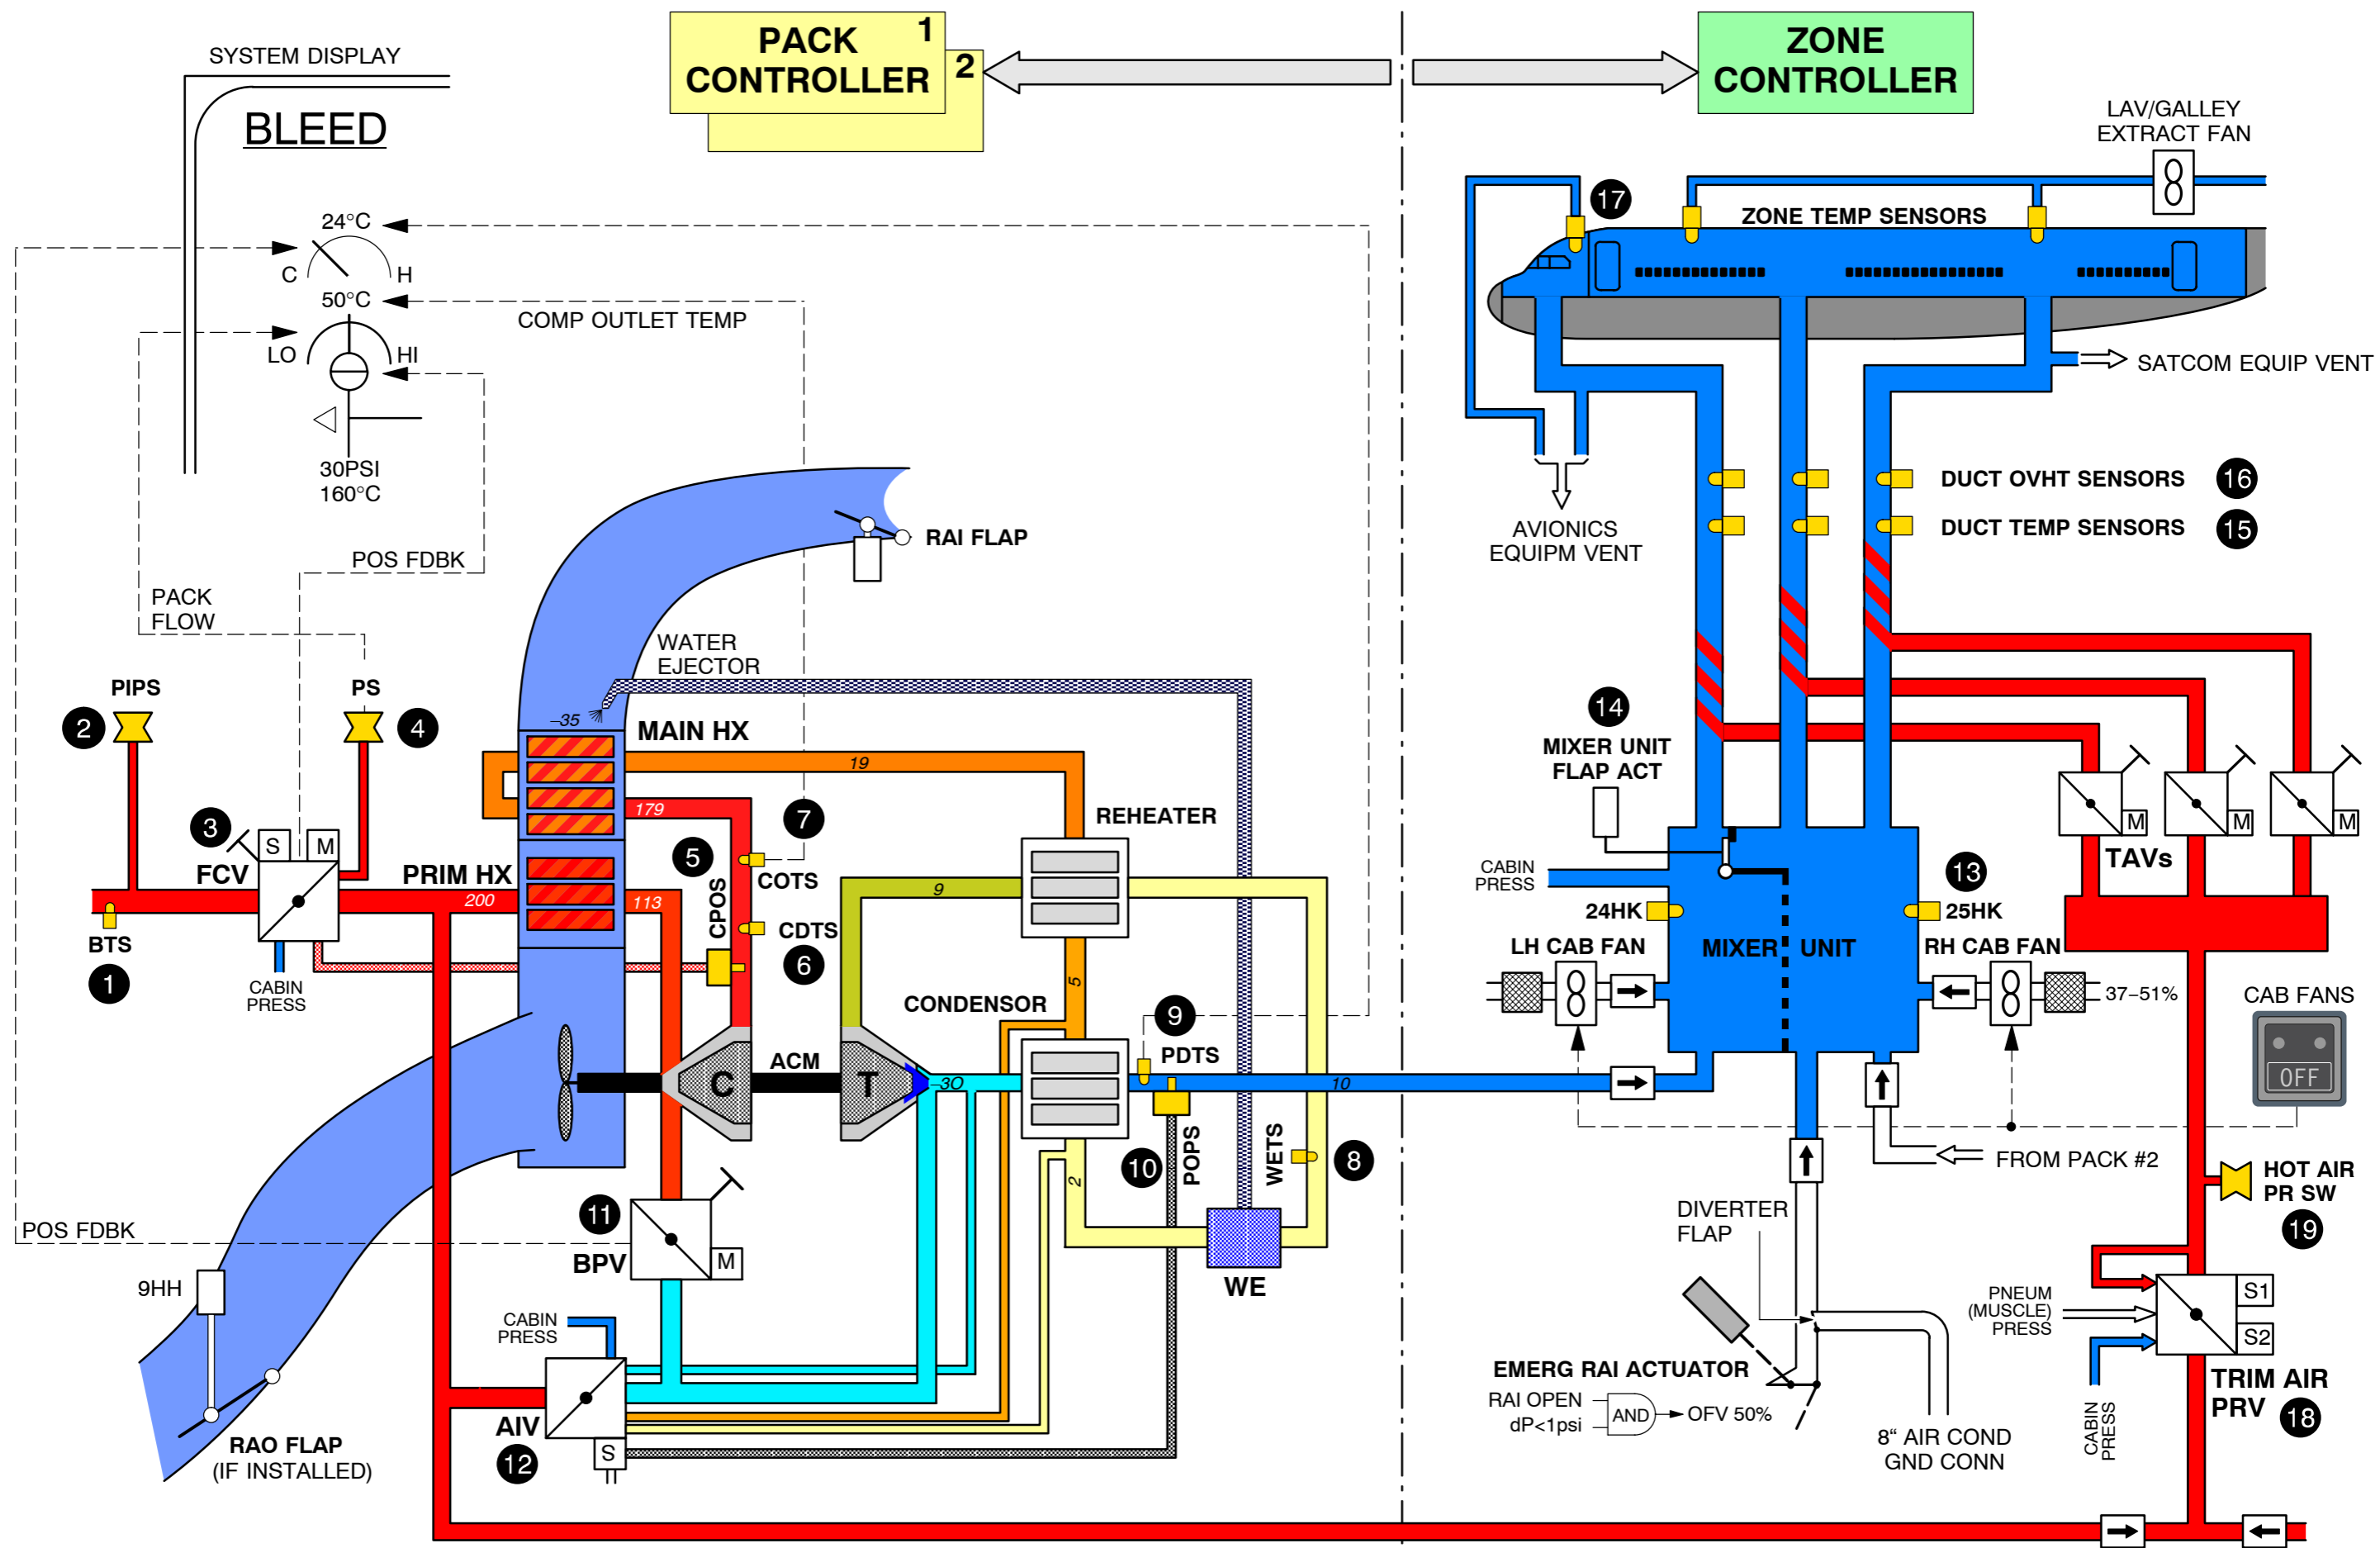 SYSTEM DISPLAY
BLEED
PACK
CONTROLLER
1
2
ZONE
CONTROLLER
LAV/GALLEY
EXTRACT FAN
24°C
C
H
50°C
COMP OUTLET TEMP
LO
HI
30PSI
160°C
POS FDBK
PACK
FLOW
17
ZONE TEMP SENSORS
SATCOM EQUIP VENT
DUCT OVHT SENSORS
16
DUCT TEMP SENSORS
15
AVIONICS
EQUIPM VENT
RAI FLAP
WATER
EJECTOR
PIPS
2
PS
4
–35
MAIN HX
19
179
7
REHEATER
14
MIXER UNIT
FLAP ACT
M
M
M
TAVs
3
S
M
FCV
PRIM HX
200
113
5
CPOS
COTS
CDTS
6
9
CABIN
PRESS
13
24HK
25HK
MIXER UNIT
LH CAB FAN
RH CAB FAN
37–51%
CAB FANS
OFF
BTS
1
CABIN
PRESS
5
CONDENSOR
9
PDTS
ACM
C
T
–30
10
10
POPS
WETS
8
2
FROM PACK #2
HOT AIR
PR SW
19
11
BPV
M
WE
POS FDBK
9HH
CABIN
PRESS
DIVERTER
FLAP
PNEUM
(MUSCLE)
PRESS
S1
S2
TRIM AIR
PRV
18
CABIN
PRESS
EMERG RAI ACTUATOR
RAI OPEN
dP<1psi
AND
OFV 50%
8“ AIR COND
GND CONN
RAO FLAP
(IF INSTALLED)
AIV
12
S